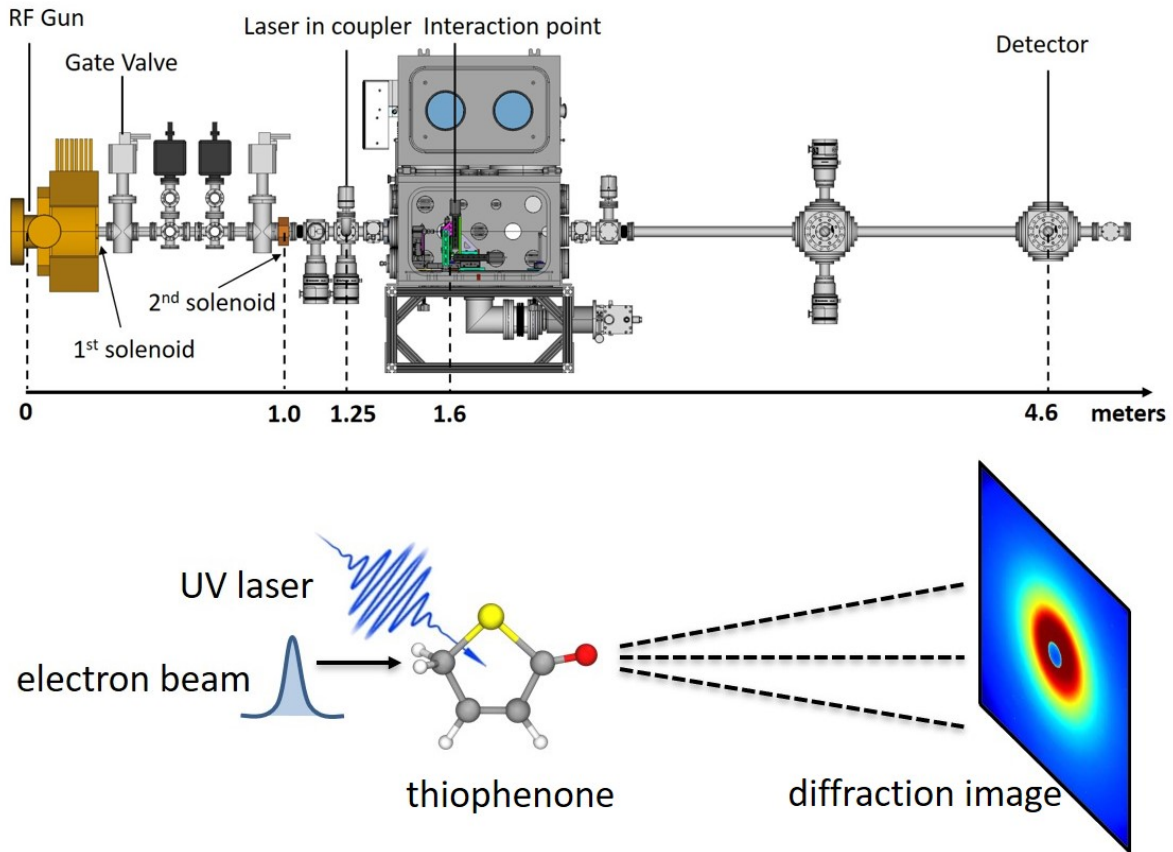 RF Gun
Gate Valve
Laser in coupler
Interaction point
Detector
2nd solenoid
1st solenoid
0
1.0
1.25
1.6
4.6
meters
UV laser
electron beam
thiophenone
diffraction image